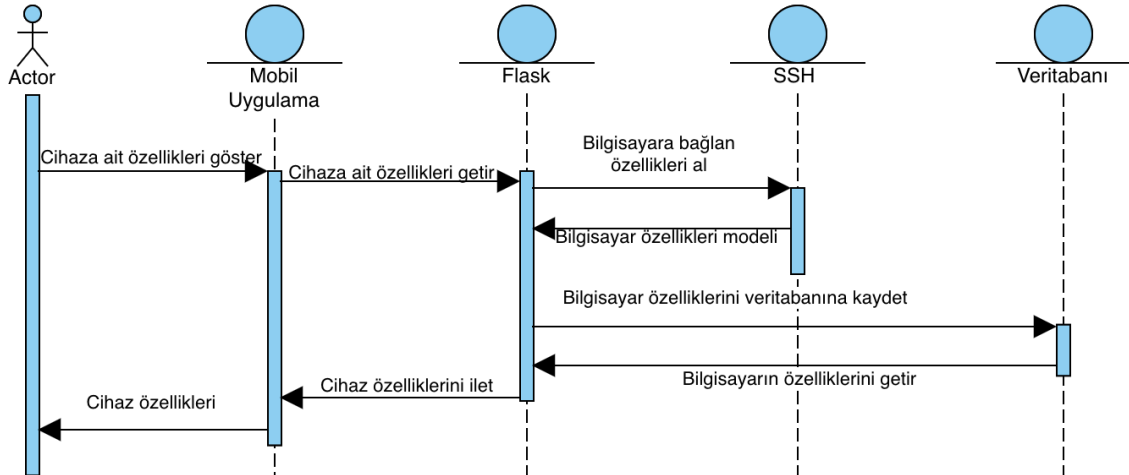 Actor
Mobil
Uygulama
Flask
SSH
Veritabanı
Cihaza ait özellikleri göster
Cihaza ait özellikleri getir
Bilgisayara bağlan
özellikleri al
Bilgisayar özellikleri modeli
Bilgisayar özelliklerini veritabanına kaydet
Bilgisayarın özelliklerini getir
Cihaz özelliklerini ilet
Cihaz özellikleri